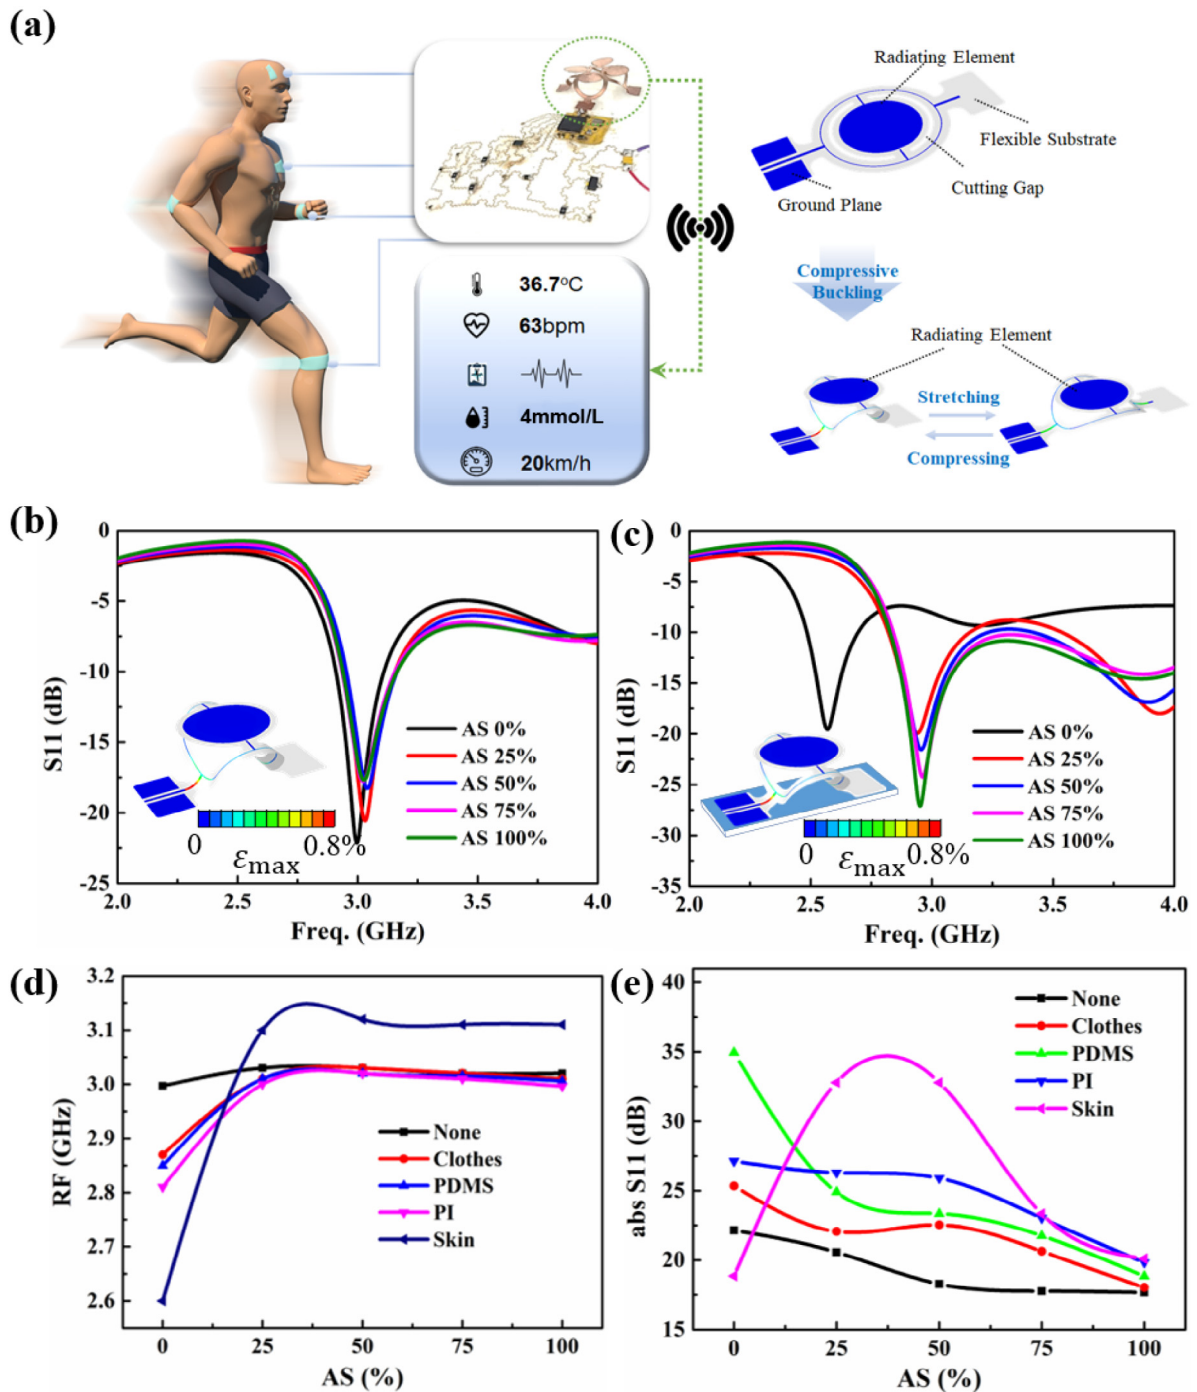 (a)
36.7°C
63bpm
4mmol/L
20km/h
Radiating Element
Flexible Substrate
Cutting Gap
Ground Plane
Compressive
Buckling
Radiating Element
Stretching
Compressing
(b)
0
-5
-10
-15
-20
-25
S11 (dB)
AS 0%
AS 25%
AS 50%
AS 75%
AS 100%
0
0.8%
εmax
2.0
2.5
3.0
3.5
4.0
Freq. (GHz)
(c)
0
-5
-10
-15
-20
-25
-30
-35
S11 (dB)
AS 0%
AS 25%
AS 50%
AS 75%
AS 100%
0
0.8%
εmax
2.0
2.5
3.0
3.5
4.0
Freq. (GHz)
(d)
3.2
3.1
3.0
2.9
2.8
2.7
2.6
RF (GHz)
None
Clothes
PDMS
PI
Skin
0
25
50
75
100
AS (%)
(e)
40
35
30
25
20
15
abs S11 (dB)
None
Clothes
PDMS
PI
Skin
0
25
50
75
100
AS (%)